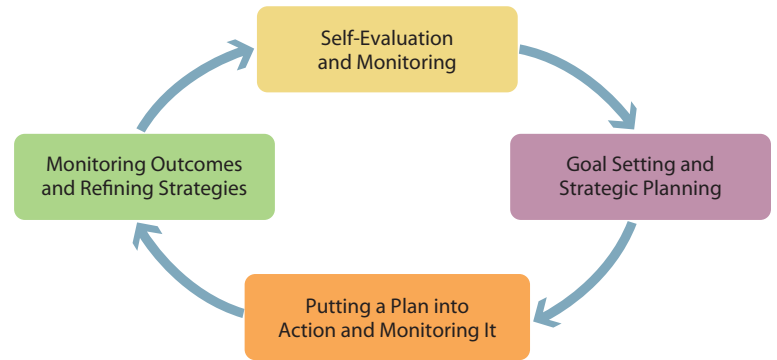 Self-Evaluation
and Monitoring
Goal Setting and
Strategic Planning
Putting a Plan into
Action and Monitoring It
Monitoring Outcomes
and Refining Strategies